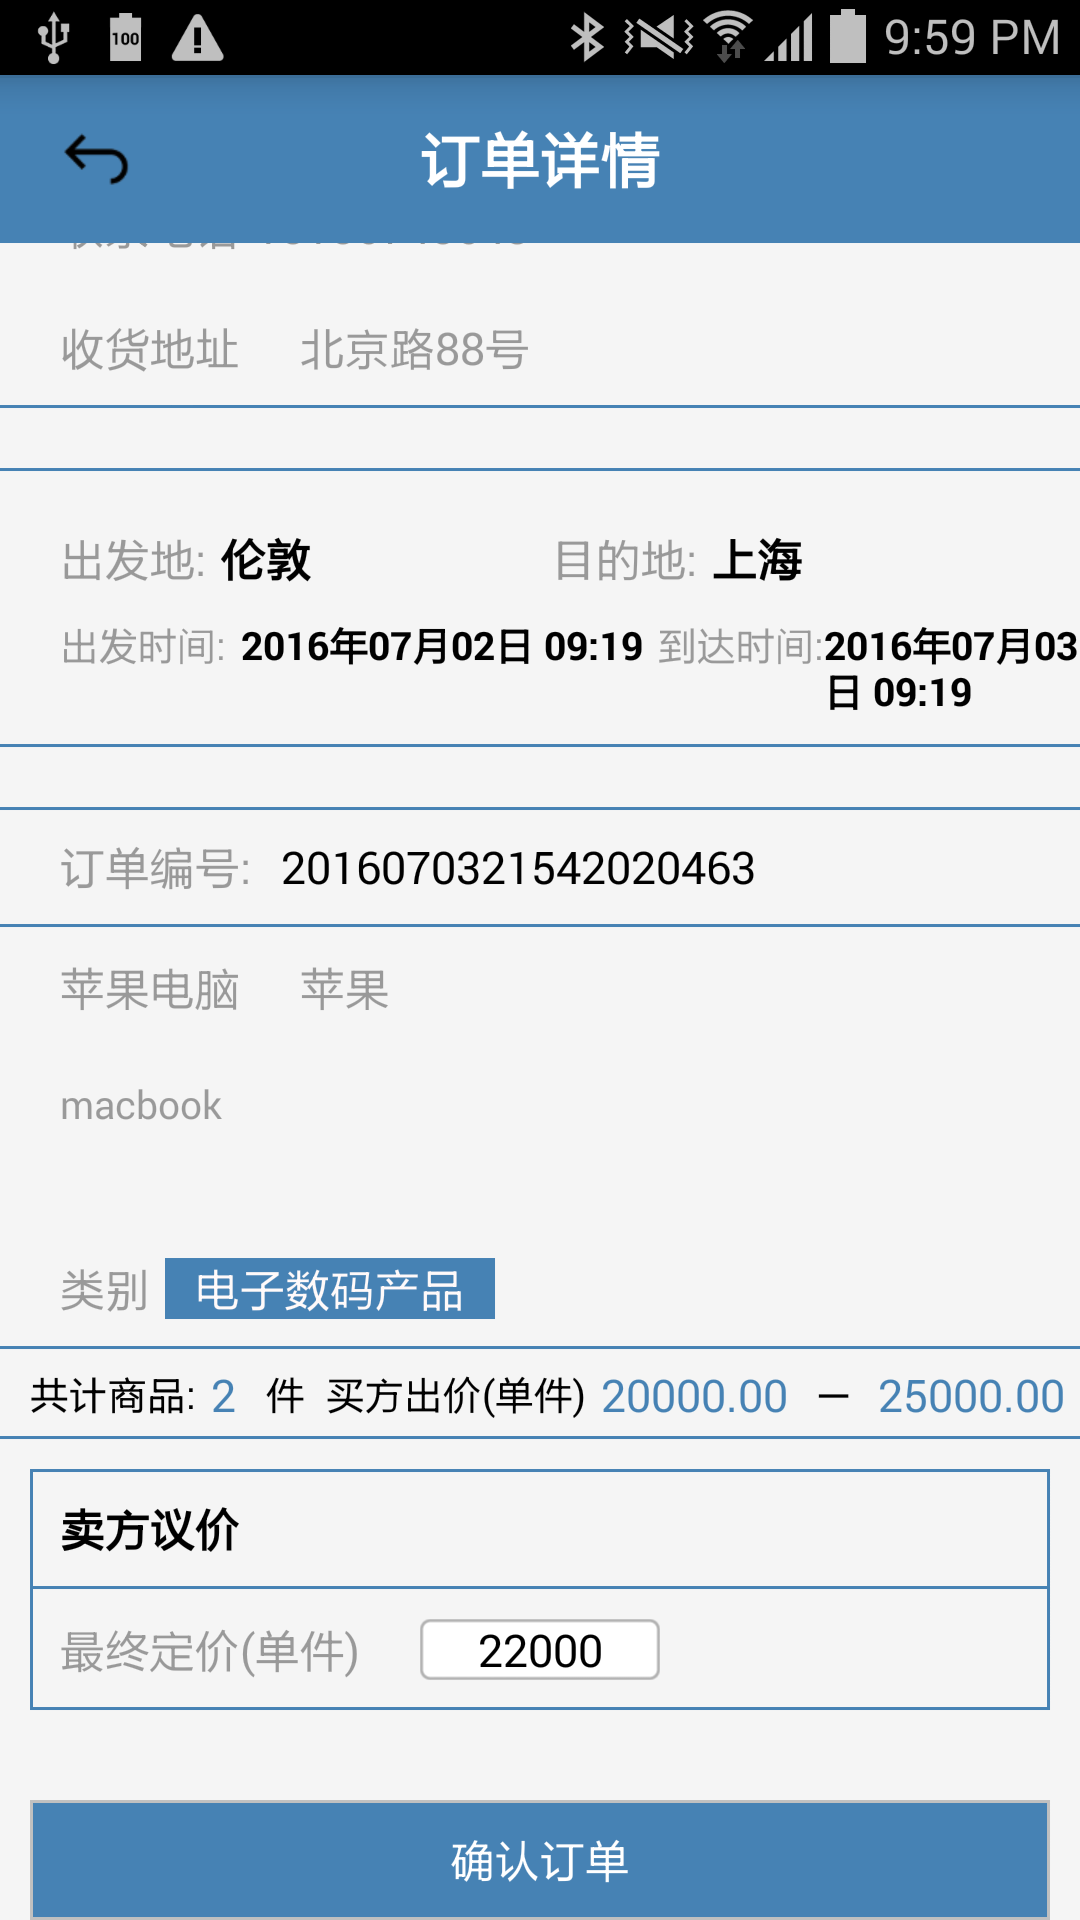 100
9:59 PM
订单详情
收货地址 北京路88号
出发地: 伦敦 目的地: 上海
出发时间: 2016年07月02日 09:19 到达时间:2016年07月03
日 09:19
订单编号: 2016070321542020463
苹果电脑 苹果
macbook
类别 电子数码产品
共计商品: 2 件 买方出价(单件) 20000.00 — 25000.00
卖方议价
最终定价(单件) 22000
确认订单